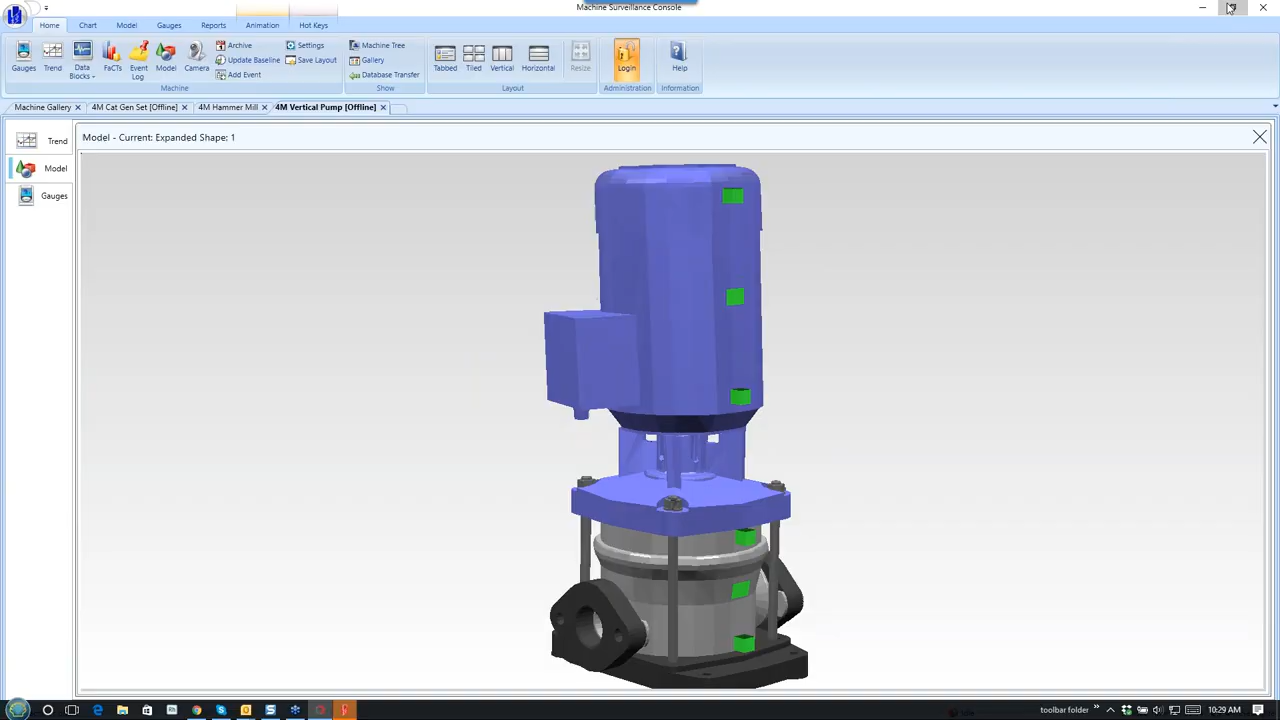 Machine Surveillance Console
Home Chart Model Gauges Reports Animation Hot Keys
Gauges Trend Data Blocks FaCTs Event Log Model Camera
Archive
Update Baseline
Add Event
Settings
Save Layout
Machine
Machine Tree
Gallery
Database Transfer
Show
Tabbed Tiled Vertical Horizontal Resize
Layout
Login
Administration
Help
Information
Machine Gallery 4M Cat Gen Set [Offline] 4M Hammer Mill 4M Vertical Pump [Offline]
Trend
Model
Gauges
Model - Current: Expanded Shape: 1
toolbar folder 10:29 AM